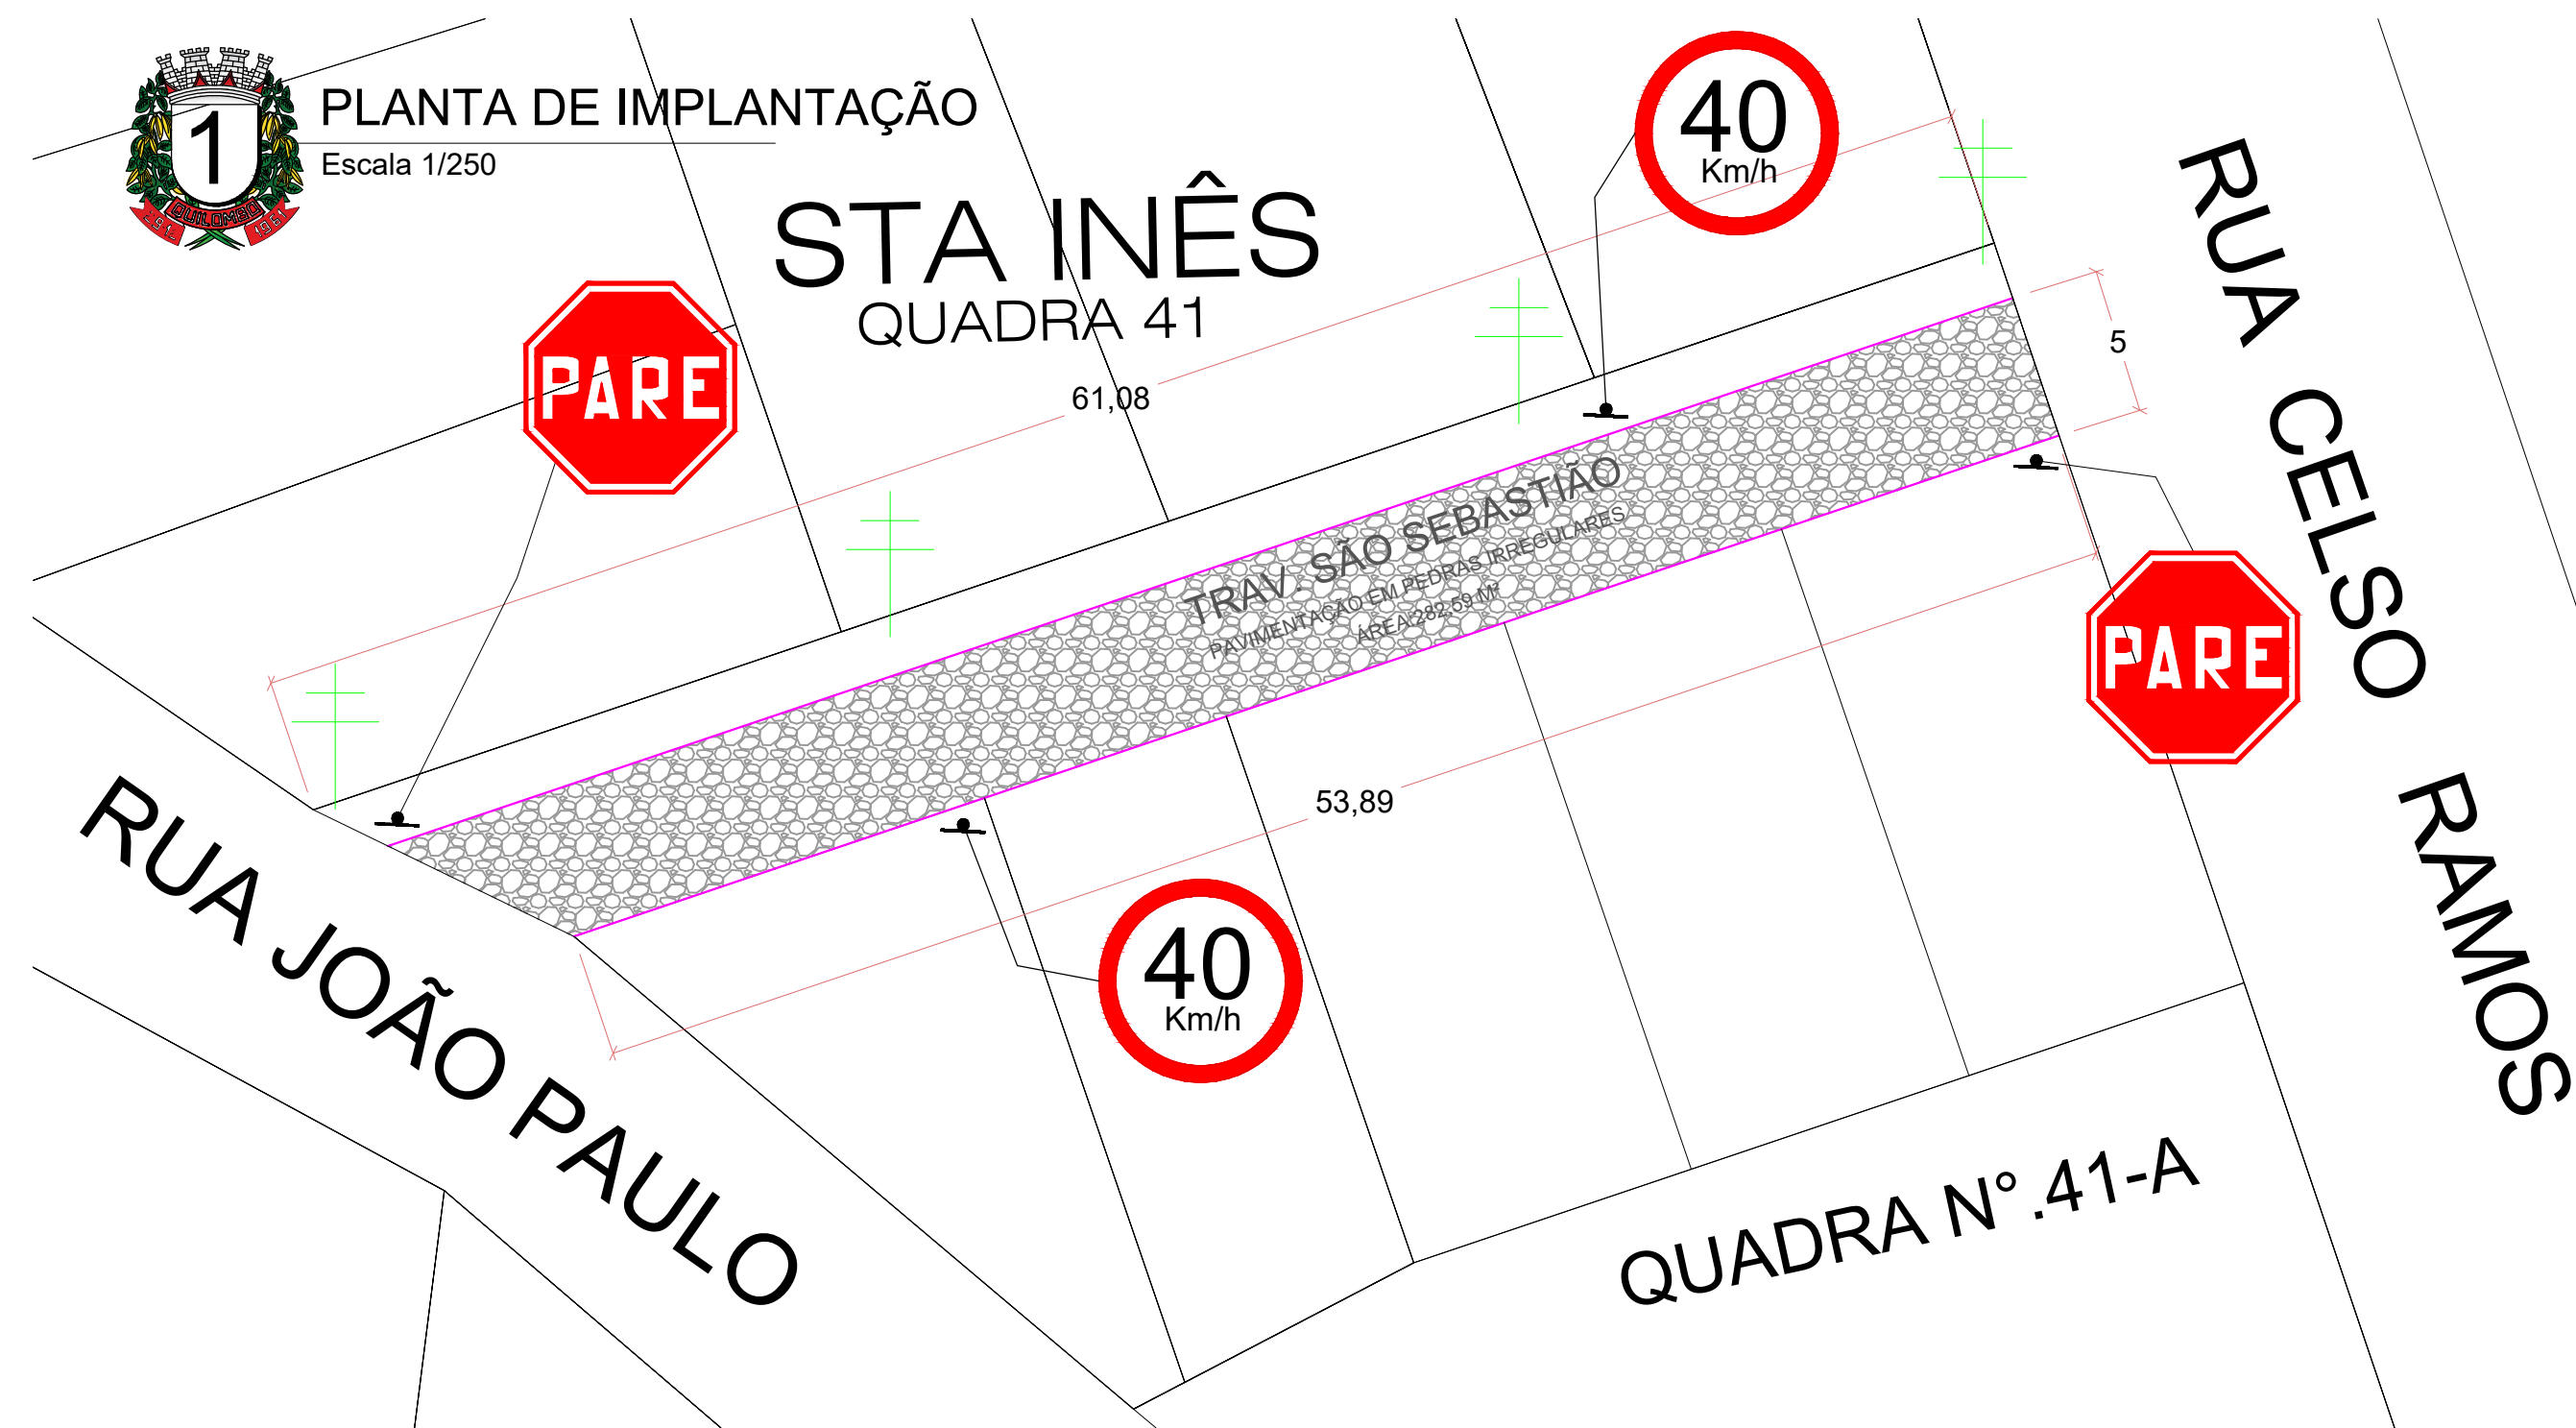 1
PLANTA DE IMPLANTAÇÃO
Escala 1/250
QUILOMBO
1961
STA INÊS
QUADRA 41
40
Km/h
PARE
61,08
5
RUA CELSO RAMOS
TRAV. SÃO SEBASTIÃO
PAVIMENTAÇÃO EM PEDRAS IRREGULARES
ÁREA:282,59 M²
PARE
53,89
40
Km/h
RUA JOÃO PAULO
QUADRA N°.41-A